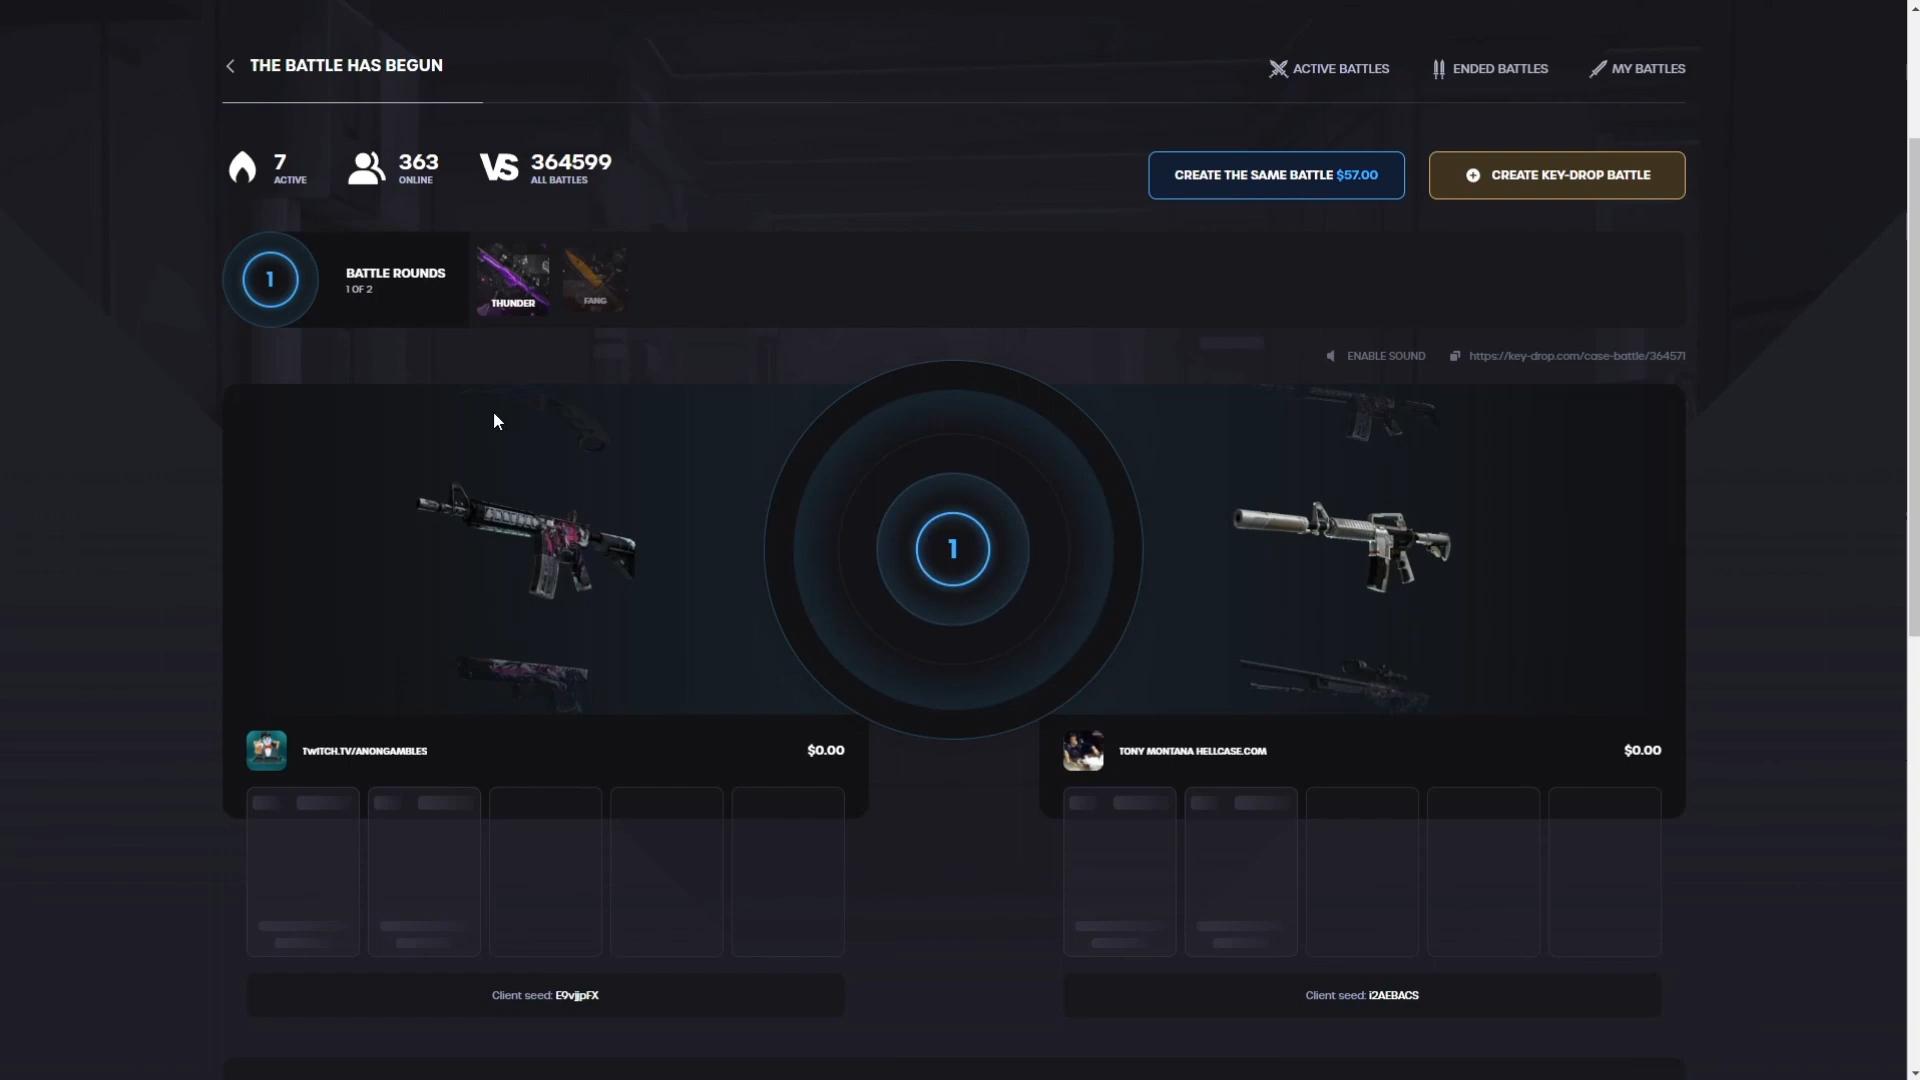 THE BATTLE HAS BEGUN
ACTIVE BATTLES
ENDED BATTLES
MY BATTLES
7
ACTIVE
363
ONLINE
VS
364599
ALL BATTLES
CREATE THE SAME BATTLE $57.00
CREATE KEY-DROP BATTLE
1
BATTLE ROUNDS
1 OF 2
THUNDER
FANG
ENABLE SOUND
https://key-drop.com/case-battle/364571
1
TWITCH.TV/ANONGAMBLES
$0.00
TONY MONTANA HELLCASE.COM
$0.00
Client seed: E9vjjpFX
Client seed: i2AEBACS